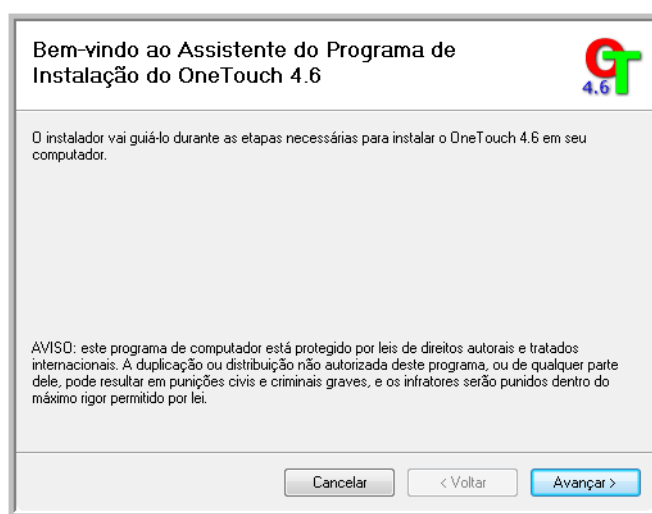 Bem-vindo ao Assistente do Programa de
Instalação do OneTouch 4.6
OT
4.6
O instalador vai guiá-lo durante as etapas necessárias para instalar o OneTouch 4.6 em seu
computador.
AVISO: este programa de computador está protegido por leis de direitos autorais e tratados
internacionais. A duplicação ou distribuição não autorizada deste programa, ou de qualquer parte
dele, pode resultar em punições civis e criminais graves, e os infratores serão punidos dentro do
máximo rigor permitido por lei.
Cancelar < Voltar Avançar >